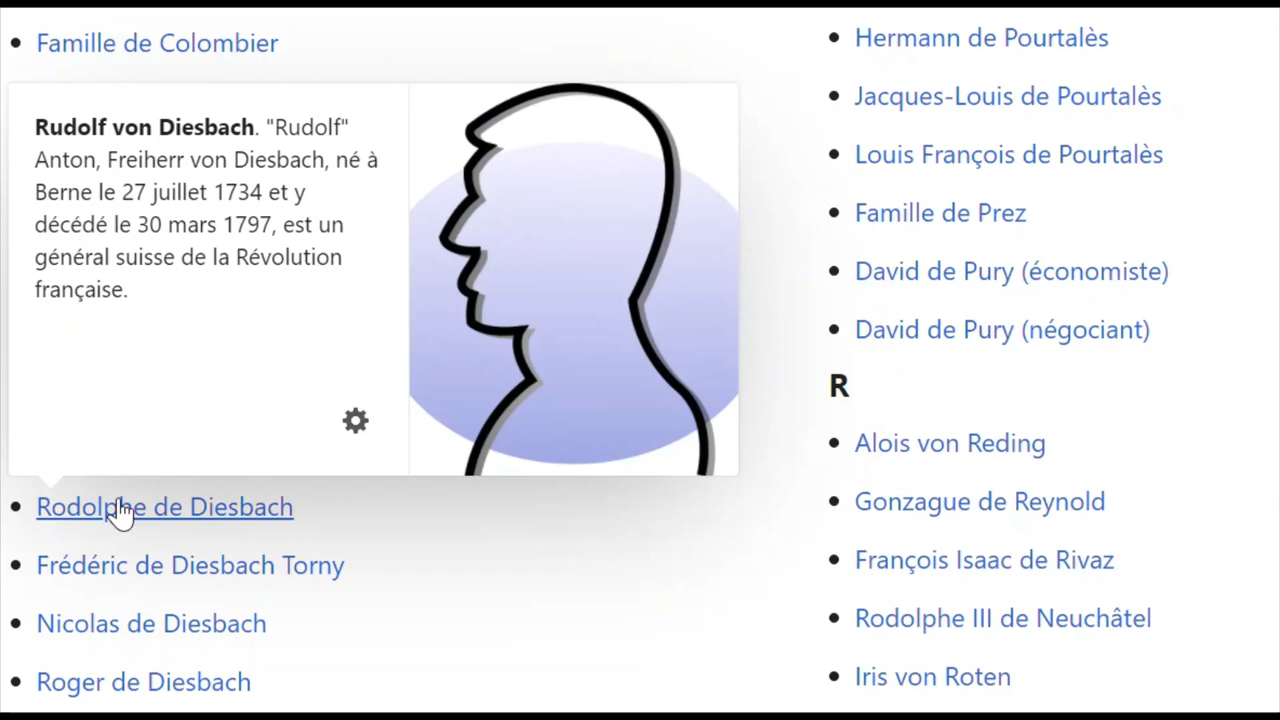 Famille de Colombier
Rudolf von Diesbach. "Rudolf"
Anton, Freiherr von Diesbach, né à
Berne le 27 juillet 1734 et y
décédé le 30 mars 1797, est un
général suisse de la Révolution
française.
Rodolphe de Diesbach
Frédéric de Diesbach Torny
Nicolas de Diesbach
Roger de Diesbach
Hermann de Pourtalès
Jacques-Louis de Pourtalès
Louis François de Pourtalès
Famille de Prez
David de Pury (économiste)
David de Pury (négociant)
R
Alois von Reding
Gonzague de Reynold
François Isaac de Rivaz
Rodolphe III de Neuchâtel
Iris von Roten